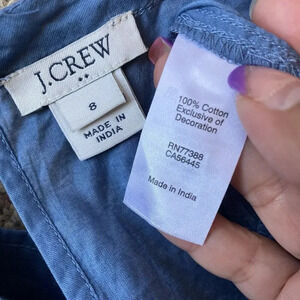 J.CREW
8
MADE IN
INDIA
100% Cotton
Exclusive of
Decoration
RN77388
CA56445
Made in India